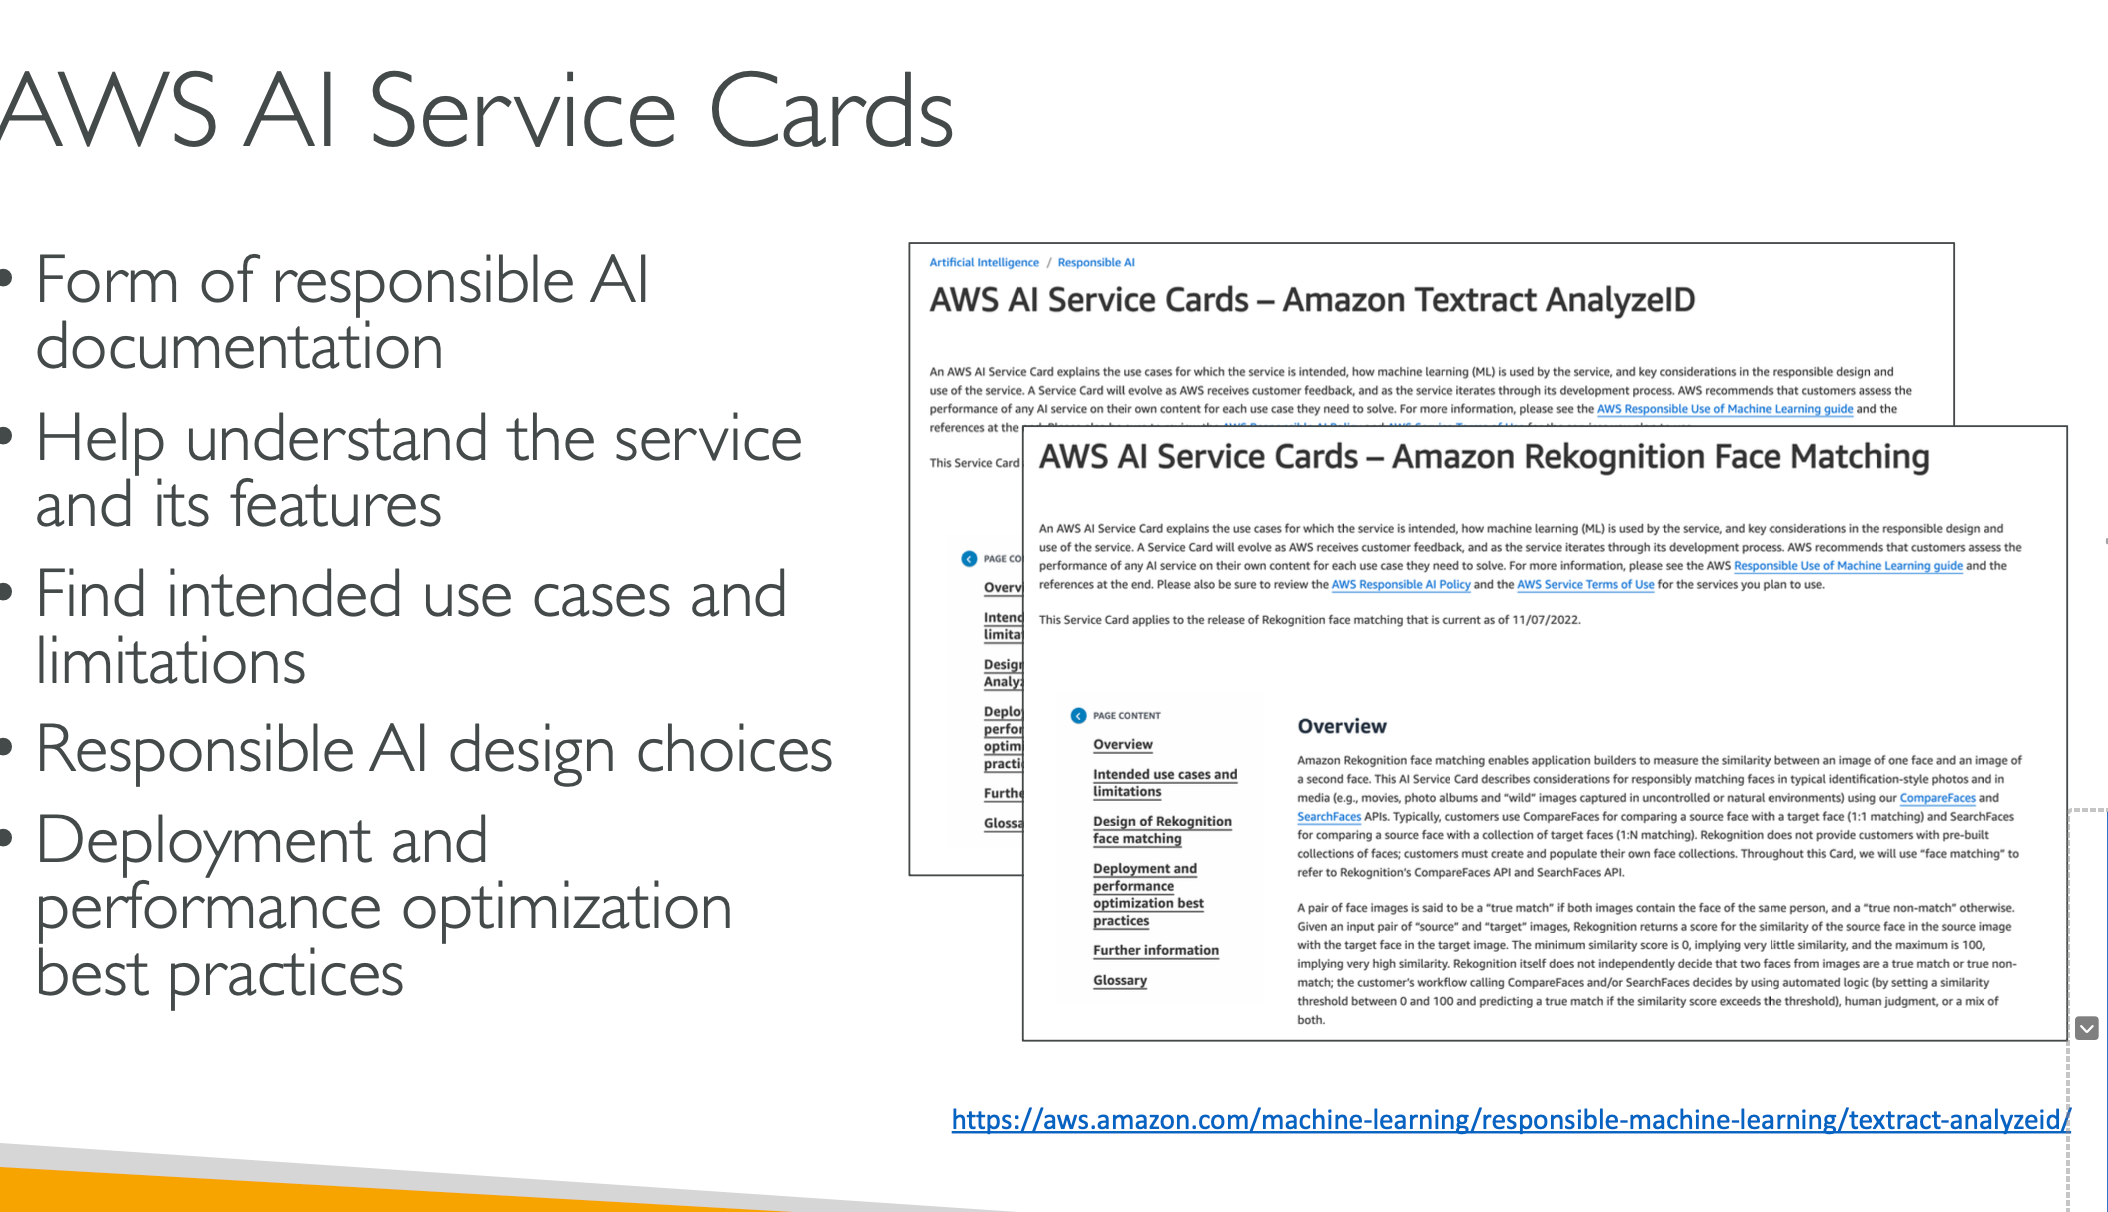 AWS AI Service Cards
• Form of responsible AI
documentation
• Help understand the service
and its features
• Find intended use cases and
limitations
• Responsible AI design choices
• Deployment and
performance optimization
best practices
Artificial Intelligence / Responsible AI
AWS AI Service Cards – Amazon Textract AnalyzeID
An AWS AI Service Card explains the use cases for which the service is intended, how machine learning (ML) is used by the service, and key considerations in the responsible design and
use of the service. A Service Card will evolve as AWS receives customer feedback, and as the service iterates through its development process. AWS recommends that customers assess the
performance of any AI service on their own content for each use case they need to solve. For more information, please see the AWS Responsible Use of Machine Learning guide and the
references at the
This Service Card
PAGE CO
Overv
Intend
limita
Design
Analyz
Deplo
perfor
optim
practi
Furthe
Glossa
AWS AI Service Cards – Amazon Rekognition Face Matching
An AWS AI Service Card explains the use cases for which the service is intended, how machine learning (ML) is used by the service, and key considerations in the responsible design and
use of the service. A Service Card will evolve as AWS receives customer feedback, and as the service iterates through its development process. AWS recommends that customers assess the
performance of any AI service on their own content for each use case they need to solve. For more information, please see the AWS Responsible Use of Machine Learning guide and the
references at the end. Please also be sure to review the AWS Responsible AI Policy and the AWS Service Terms of Use for the services you plan to use.
This Service Card applies to the release of Rekognition face matching that is current as of 11/07/2022.
PAGE CONTENT
Overview
Intended use cases and
limitations
Design of Rekognition
face matching
Deployment and
performance
optimization best
practices
Further information
Glossary
Overview
Amazon Rekognition face matching enables application builders to measure the similarity between an image of one face and an image of
a second face. This AI Service Card describes considerations for responsibly matching faces in typical identification-style photos and in
media (e.g., movies, photo albums and "wild" images captured in uncontrolled or natural environments) using our CompareFaces and
SearchFaces APIs. Typically, customers use CompareFaces for comparing a source face with a target face (1:1 matching) and SearchFaces
for comparing a source face with a collection of target faces (1:N matching). Rekognition does not provide customers with pre-built
collections of faces; customers must create and populate their own face collections. Throughout this Card, we will use "face matching" to
refer to Rekognition's CompareFaces API and SearchFaces API.
A pair of face images is said to be a "true match" if both images contain the face of the same person, and a "true non-match" otherwise.
Given an input pair of "source" and "target" images, Rekognition returns a score for the similarity of the source face in the source image
with the target face in the target image. The minimum similarity score is 0, implying very little similarity, and the maximum is 100,
implying very high similarity. Rekognition itself does not independently decide that two faces from images are a true match or true non-
match; the customer's workflow calling CompareFaces and/or SearchFaces decides by using automated logic (by setting a similarity
threshold between 0 and 100 and predicting a true match if the similarity score exceeds the threshold), human judgment, or a mix of
both.
https://aws.amazon.com/machine-learning/responsible-machine-learning/textract-analyzeid/